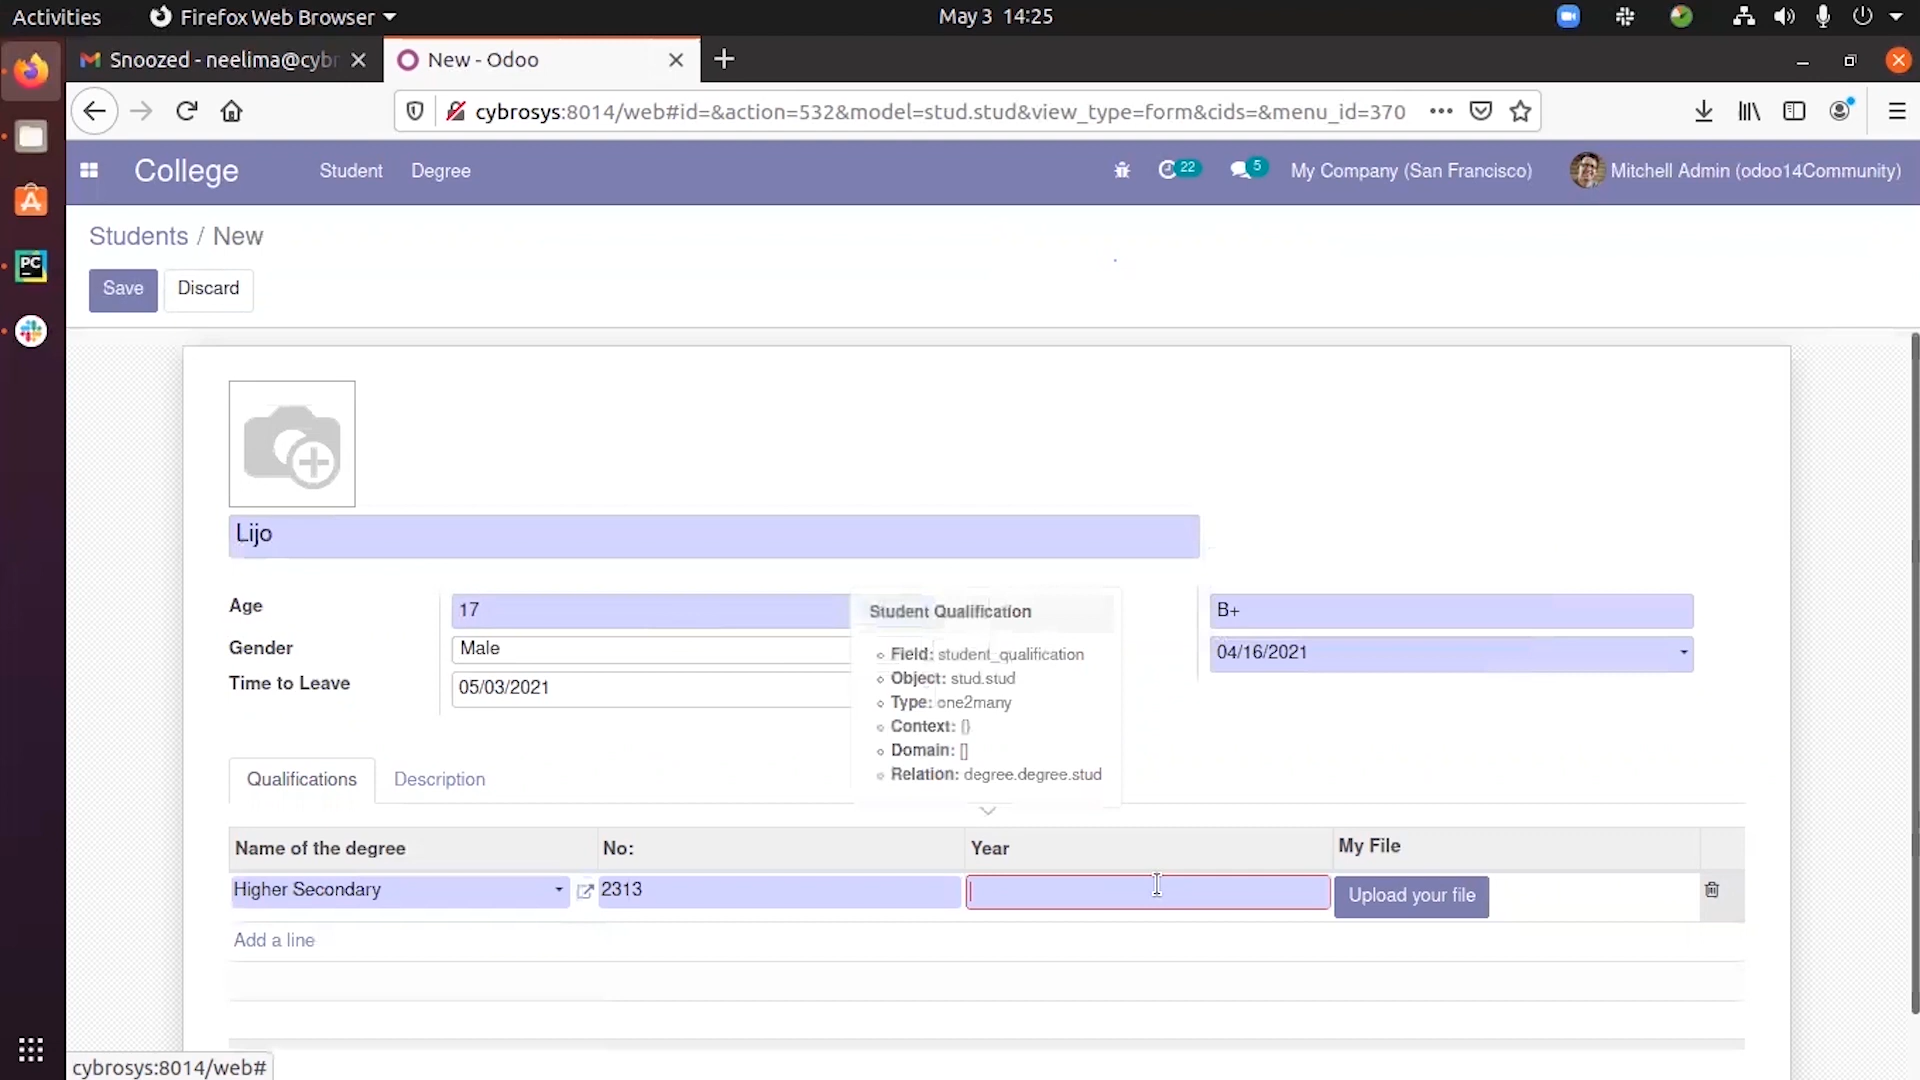 Activities
Firefox Web Browser
May 3 14:25
Snoozed - neelima@cybr
New - Odoo
cybrosys:8014/web#id=&action=532&model=stud.stud&view_type=form&cids=&menu_id=370
College
Student
Degree
22
5
My Company (San Francisco)
Mitchell Admin (odoo14Community)
Students / New
Save
Discard
Lijo
Age
17
B+
Gender
Male
04/16/2021
Time to Leave
05/03/2021
Student Qualification
Field: student_qualification
Object: stud.stud
Type: one2many
Context: {}
Domain: []
Relation: degree.degree.stud
Qualifications
Description
Name of the degree
No:
Year
My File
Higher Secondary
2313
Upload your file
Add a line
PC
cybrosys:8014/web#